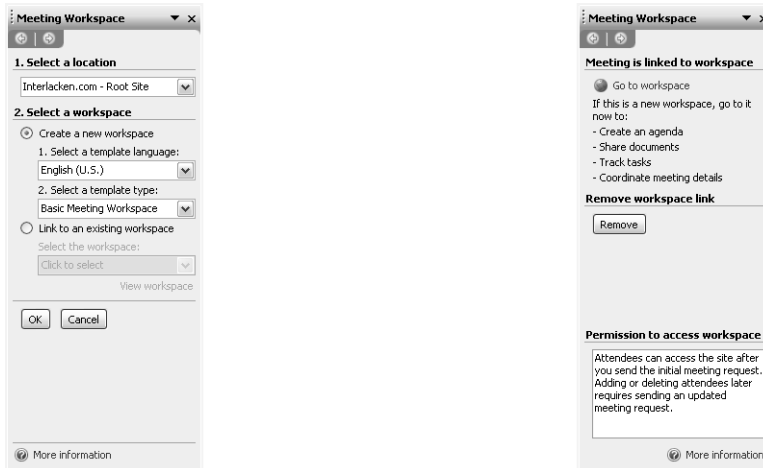 Meeting Workspace
1. Select a location
Interlacken.com - Root Site
2. Select a workspace
Create a new workspace
1. Select a template language:
English (U.S.)
2. Select a template type:
Basic Meeting Workspace
Link to an existing workspace
Select the workspace:
Click to select
View workspace
OK Cancel
More information
Meeting Workspace
Meeting is linked to workspace
Go to workspace
If this is a new workspace, go to it
now to:
- Create an agenda
- Share documents
- Track tasks
- Coordinate meeting details
Remove workspace link
Remove
Permission to access workspace
Attendees can access the site after
you send the initial meeting request.
Adding or deleting attendees later
requires sending an updated
meeting request.
More information